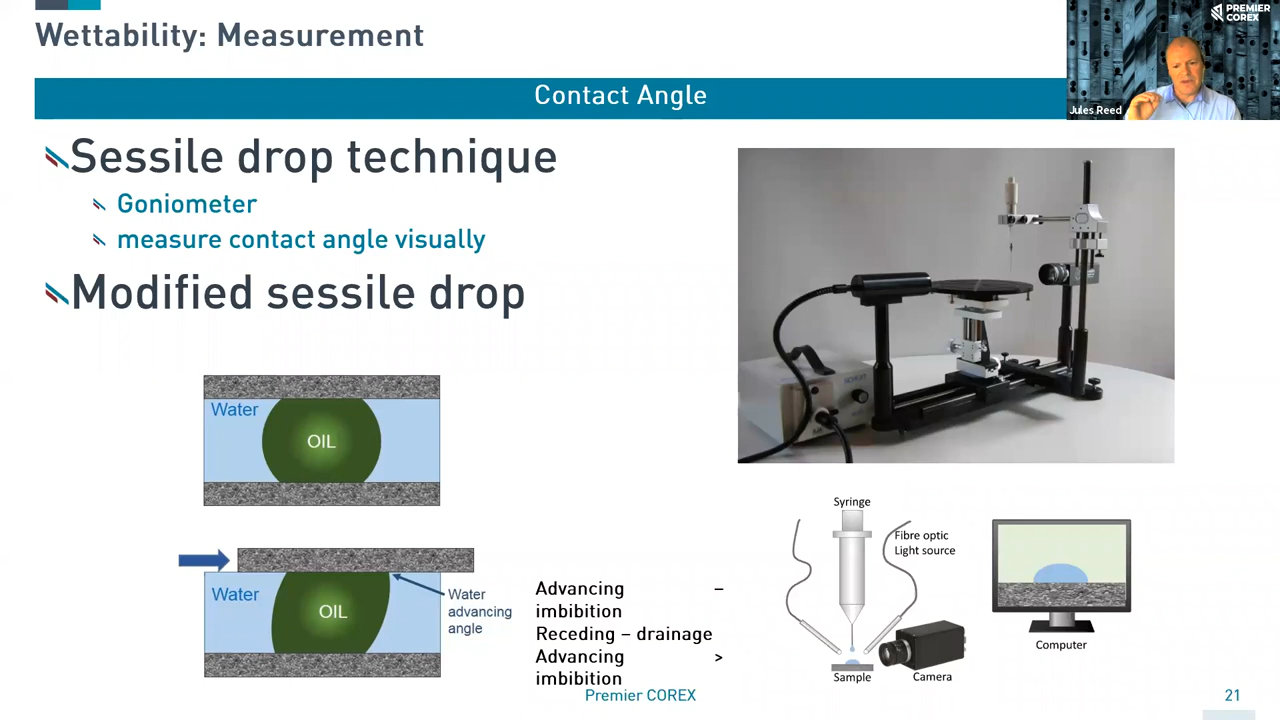 Wettability: Measurement
PREMIER
COREX
Jules Reed
Contact Angle
Sessile drop technique
Goniometer
measure contact angle visually
Modified sessile drop
Water
OIL
Water
OIL
Water
advancing
angle
Advancing –
imbibition
Receding – drainage
Advancing >
imbibition
Syringe
Fibre optic
Light source
Sample
Camera
Computer
Premier COREX
21